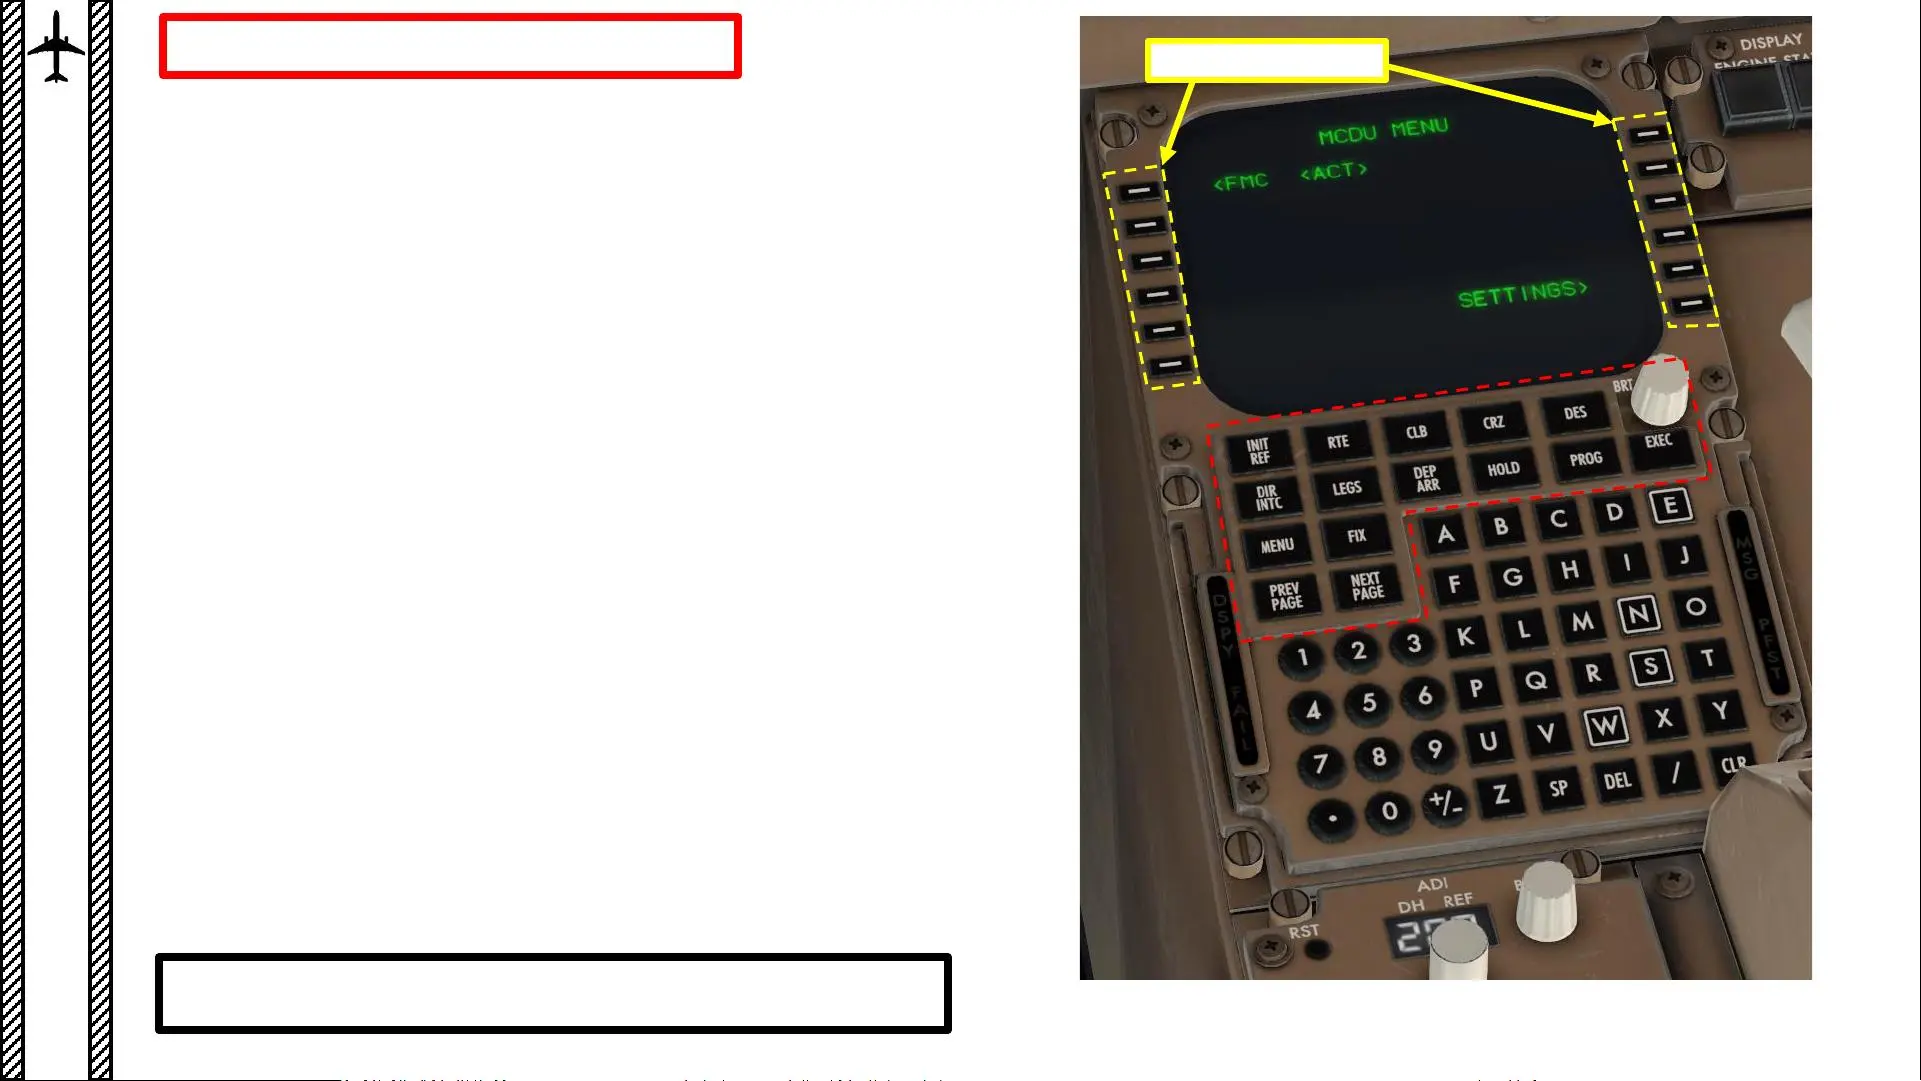 DISPLAY
MCDU MENU
<FMC <ACT>
SETTINGS>
BRT
INIT REF
RTE
CLB
CRZ
DES
DIR INTC
LEGS
DEP ARR
HOLD
PROG
EXEC
MENU
FIX
PREV PAGE
NEXT PAGE
A B C D E
F G H I J
K L M N O
P Q R S T
U V W X Y
Z SP DEL / CLR
1 2 3
4 5 6
7 8 9
. 0 +/-
DSPY FAIL
MSG
ADI
DH REF
RST